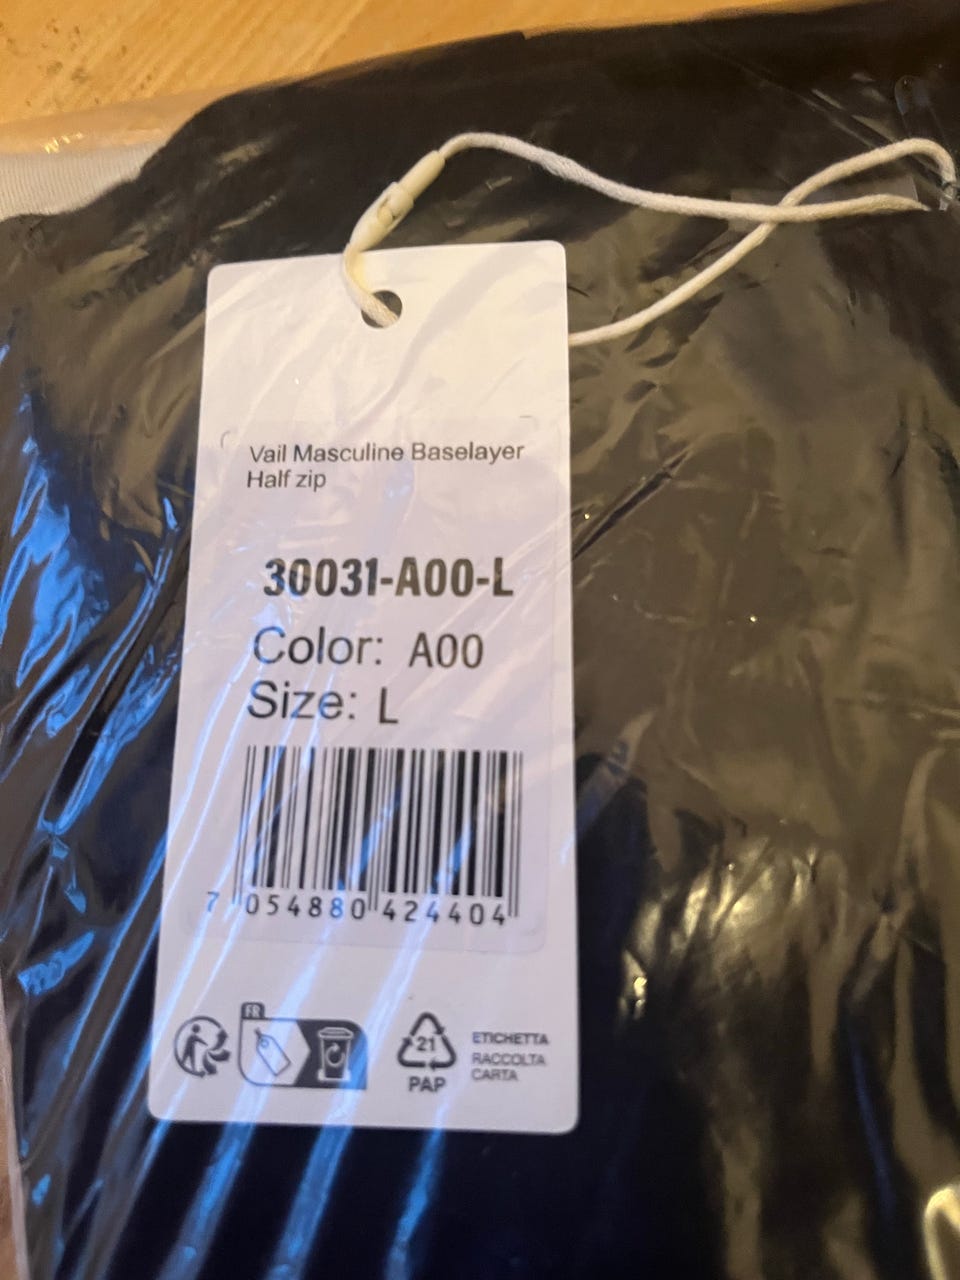 Vail Masculine Baselayer
Half zip
30031-A00-L
Color: A00
Size: L
7 054880 424404
FR
21
PAP
ETICHETTA
RACCOLTA
CARTA